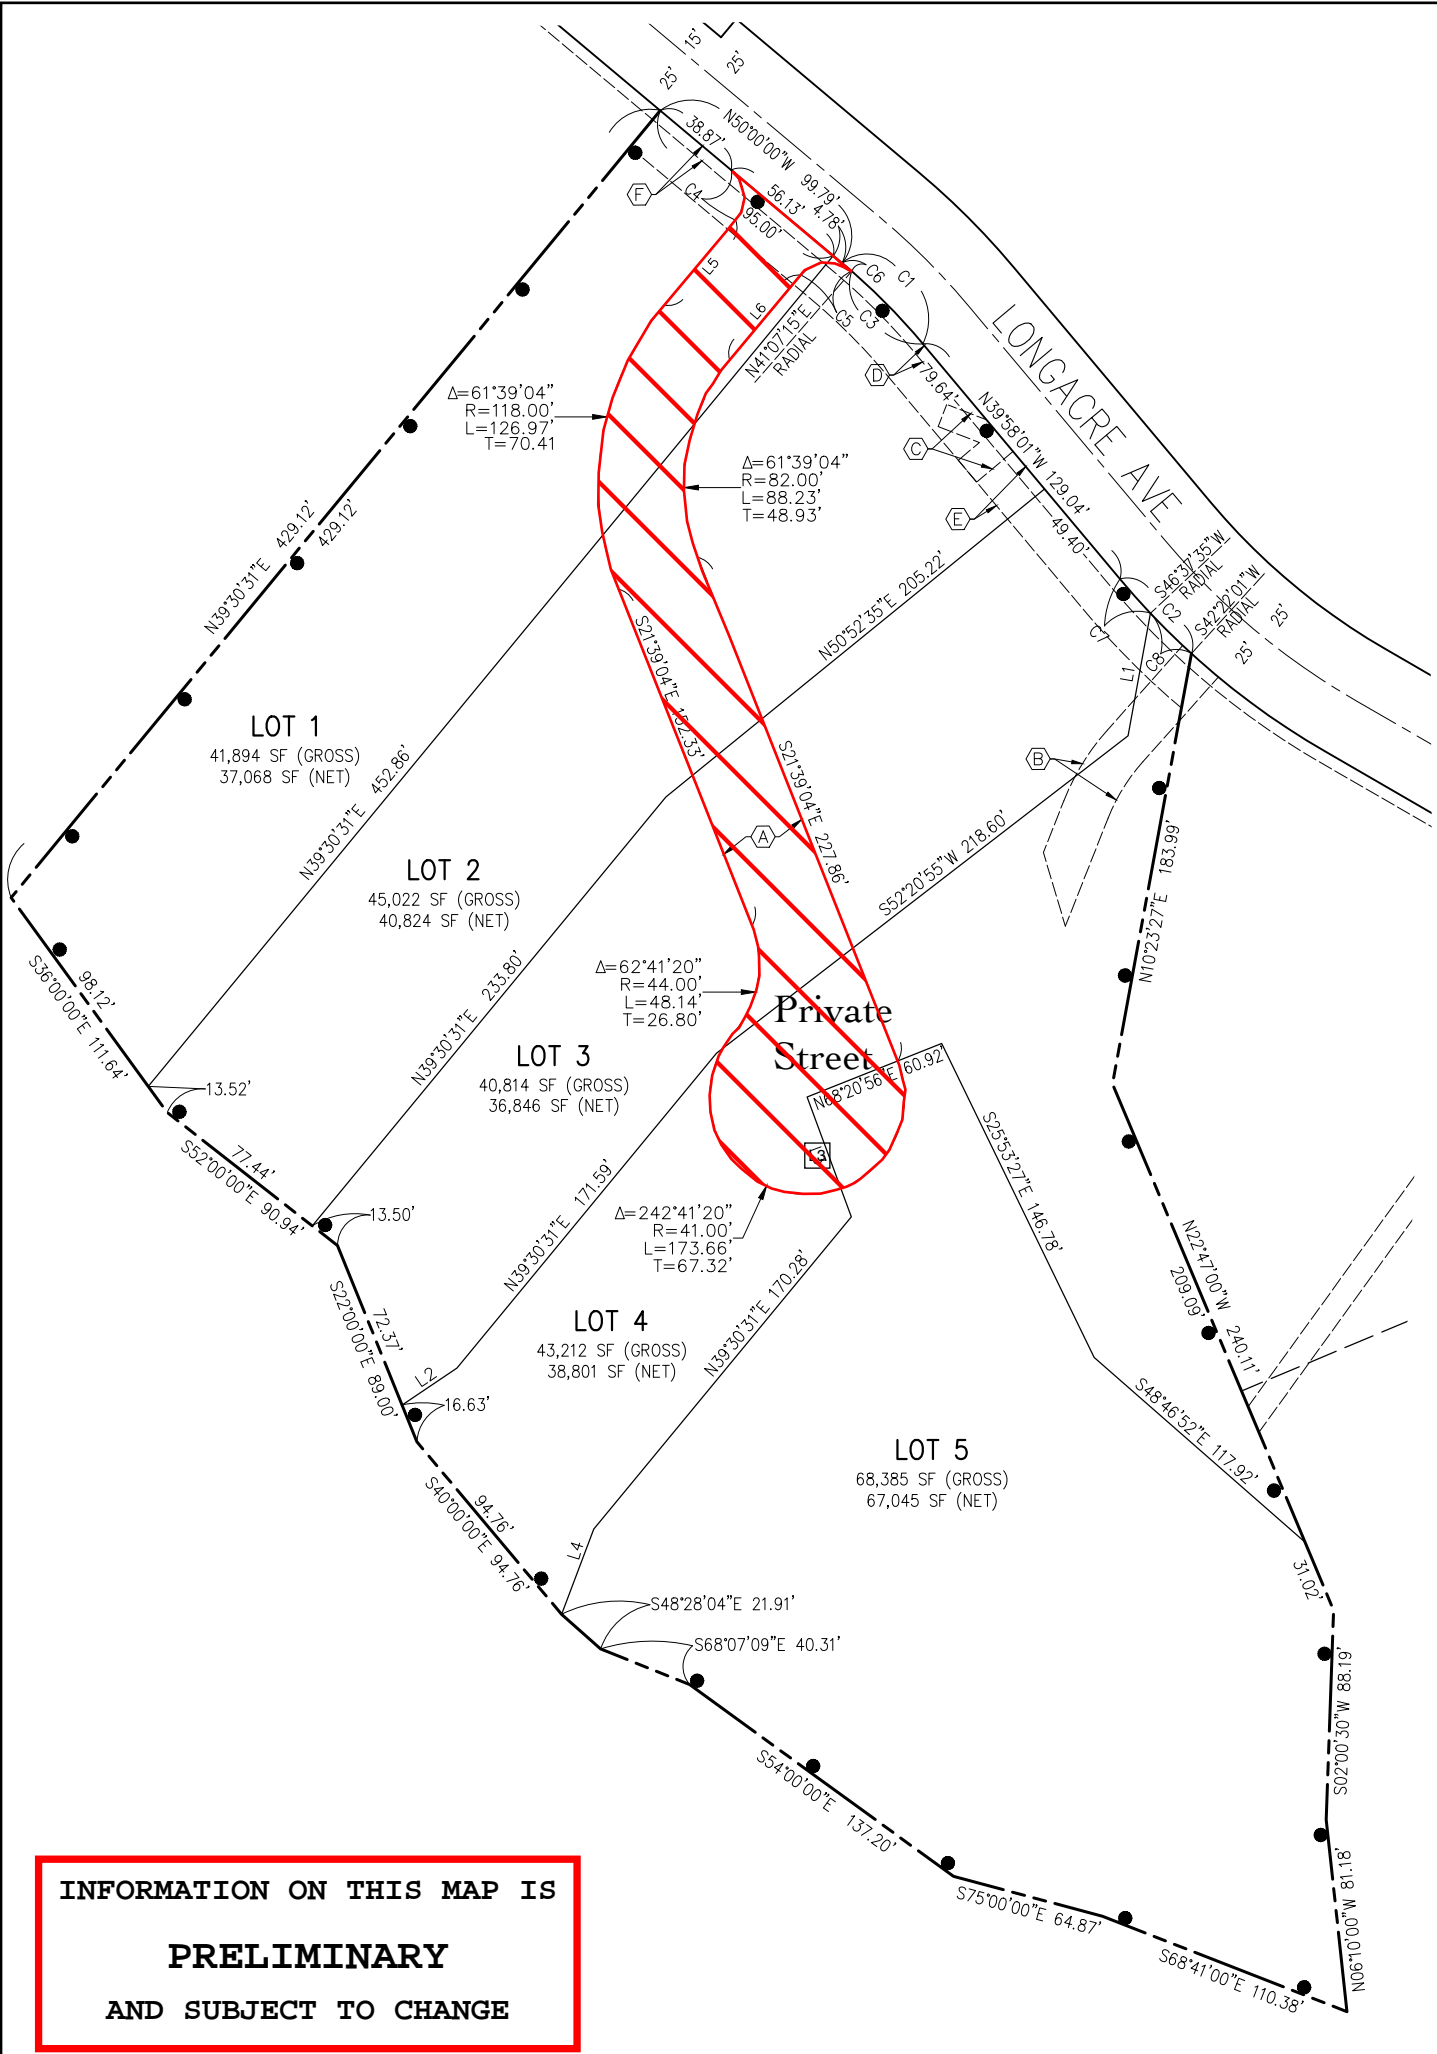 15'
25'
25'
N50°00'00"W 99.79'
38.87'
F
C4
56.13' 4.78'
95.00'
C6
C1
C5
C3
L5
L6
N41°07'15"E
RADIAL
LONGACRE AVE
D
79.64'
N39°58'01"W 129.04'
C
E
49.40'
Δ=61°39'04"
R=118.00'
L=126.97'
T=70.41
Δ=61°39'04"
R=82.00'
L=88.23'
T=48.93'
N39°30'31"E 429.12'
429.12'
S46°37'35"W
RADIAL
S42°22'01"W
RADIAL
C2
25'
25'
C7
C8
L1
N50°52'35"E 205.22'
S21°39'04"E 152.33'
LOT 1
41,894 SF (GROSS)
37,068 SF (NET)
N39°30'31"E 452.86'
B
S21°39'04"E 227.86'
A
N10°23'27"E 183.99'
LOT 2
45,022 SF (GROSS)
40,824 SF (NET)
S52°20'55"W 218.60'
98.12'
S36°00'00"E 111.64'
N39°30'31"E 233.80'
Δ=62°41'20"
R=44.00'
L=48.14'
T=26.80'
Private
Street
LOT 3
40,814 SF (GROSS)
36,846 SF (NET)
N68°20'56"E 60.92'
13.52'
77.44'
S52°00'00"E 90.94'
L3
S25°53'27"E 146.78'
13.50'
N39°30'31"E 171.59'
Δ=242°41'20"
R=41.00'
L=173.66'
T=67.32'
N22°47'00"W 240.11'
209.09'
72.37'
S22°00'00"E 89.00'
LOT 4
43,212 SF (GROSS)
38,801 SF (NET)
N39°30'31"E 170.28'
L2
16.63'
S48°46'52"E 117.92'
LOT 5
68,385 SF (GROSS)
67,045 SF (NET)
94.76'
S40°00'00"E 94.76'
L4
31.02'
S48°28'04"E 21.91'
S68°07'09"E 40.31'
S02°00'30"W 88.19'
S54°00'00"E 137.20'
S75°00'00"E 64.87'
S68°41'00"E 110.38'
N06°10'00"W 81.18'
INFORMATION ON THIS MAP IS
PRELIMINARY
AND SUBJECT TO CHANGE